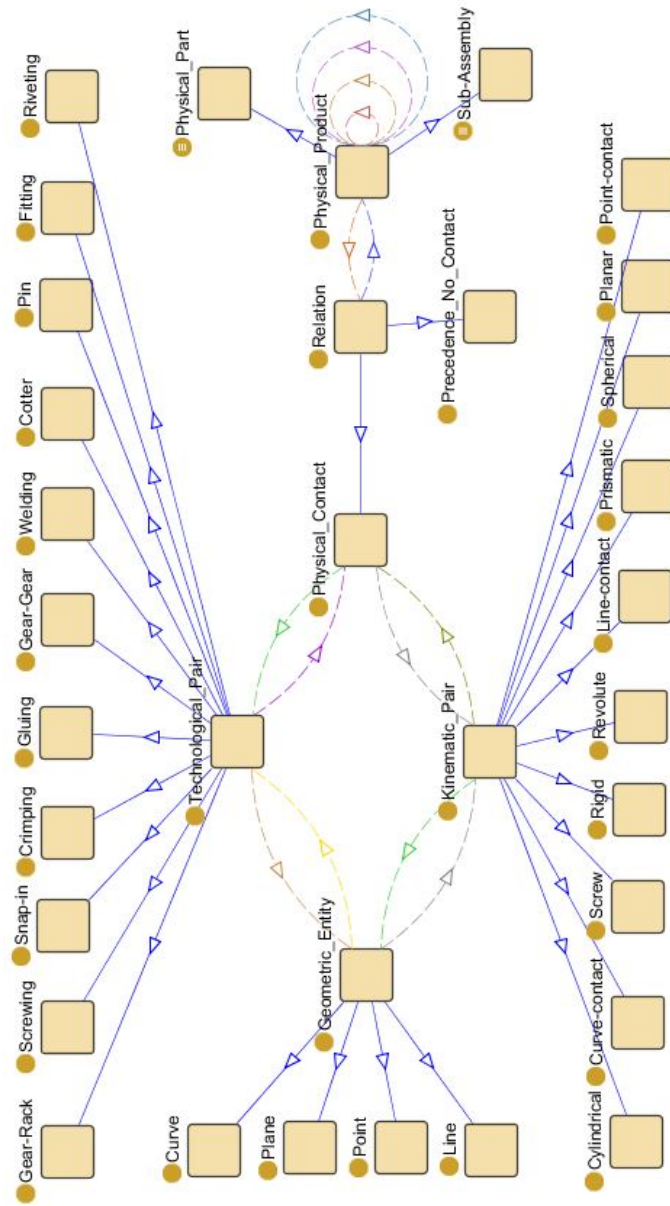 Gear-Rack
Screwing
Snap-in
Crimping
Gluing
Gear-Gear
Welding
Cotter
Pin
Fitting
Riveting
Technological_Pair
Curve
Plane
Point
Line
Geometric_Entity
Physical_Contact
Relation
Precedence_No_Contact
Physical_Product
Physical_Part
Sub-Assembly
Kinematic_Pair
Cylindrical
Curve-contact
Screw
Rigid
Revolute
Line-contact
Prismatic
Spherical
Planar
Point-contact